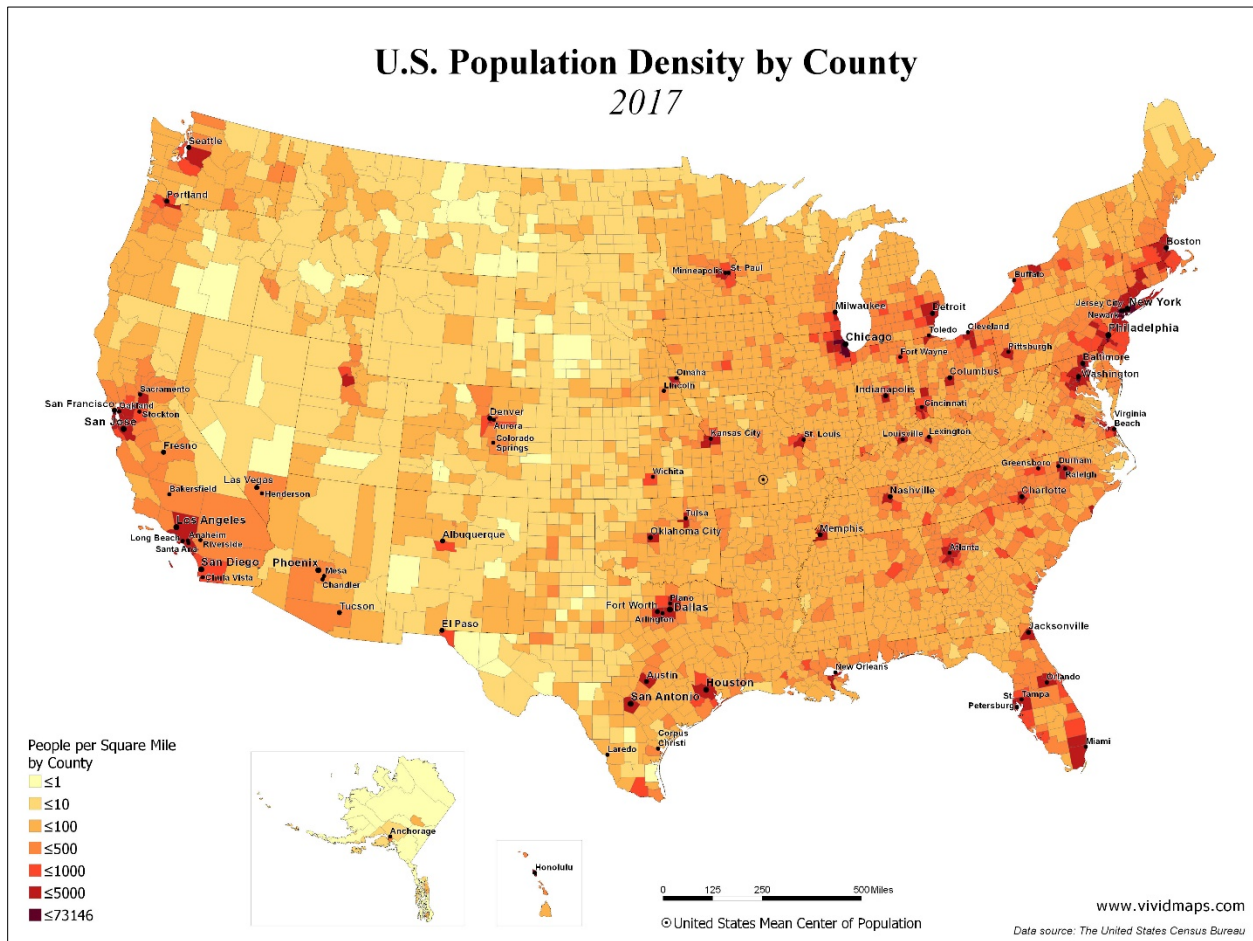 U.S. Population Density by County
2017
Seattle
Portland
Minneapolis
St. Paul
Boston
Buffalo
Milwaukee
Detroit
Jersey City
New York
Newark
Toledo
Cleveland
Philadelphia
Chicago
Fort Wayne
Pittsburgh
Baltimore
Omaha
Columbus
Washington
Lincoln
Indianapolis
Sacramento
Cincinnati
San Francisco
Oakland
Denver
Stockton
Aurora
Virginia
Beach
San Jose
Kansas City
St. Louis
Louisville
Lexington
Colorado
Springs
Fresno
Greensboro
Durham
Raleigh
Wichita
Las Vegas
Bakersfield
Henderson
Nashville
Charlotte
Tulsa
Los Angeles
Oklahoma City
Memphis
Long Beach
Anaheim
Albuquerque
Riverside
Santa Ana
Atlanta
San Diego
Phoenix
Mesa
Chula Vista
Chandler
Plano
Fort Worth
Dallas
Tucson
Arlington
El Paso
Jacksonville
New Orleans
Austin
Houston
Orlando
San Antonio
St
Petersburg
Tampa
Corpus
Christi
Laredo
Miami
People per Square Mile
by County
≤1
≤10
≤100
≤500
≤1000
≤5000
≤73146
Anchorage
Honolulu
0 125 250 500 Miles
United States Mean Center of Population
www.vividmaps.com
Data source: The United States Census Bureau